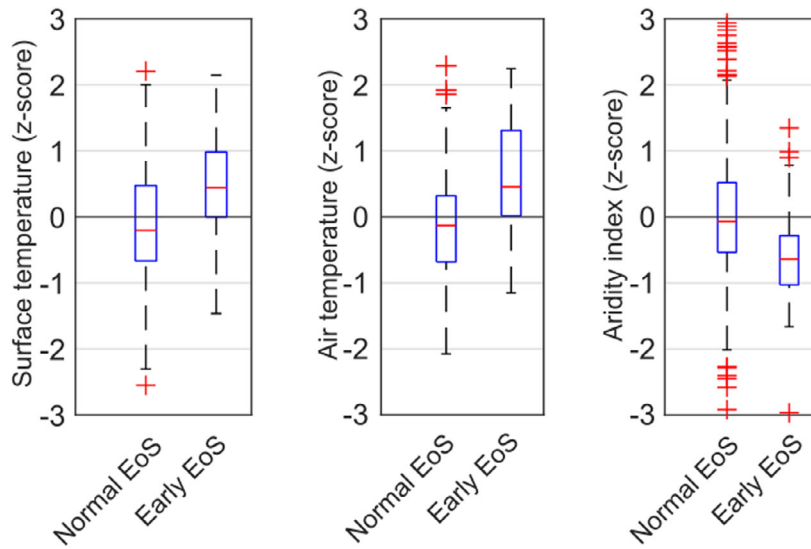 Surface temperature (z-score)
3
2
1
0
-1
-2
-3
Normal EoS
Early EoS
Air temperature (z-score)
3
2
1
0
-1
-2
-3
Normal EoS
Early EoS
Aridity index (z-score)
3
2
1
0
-1
-2
-3
Normal EoS
Early EoS